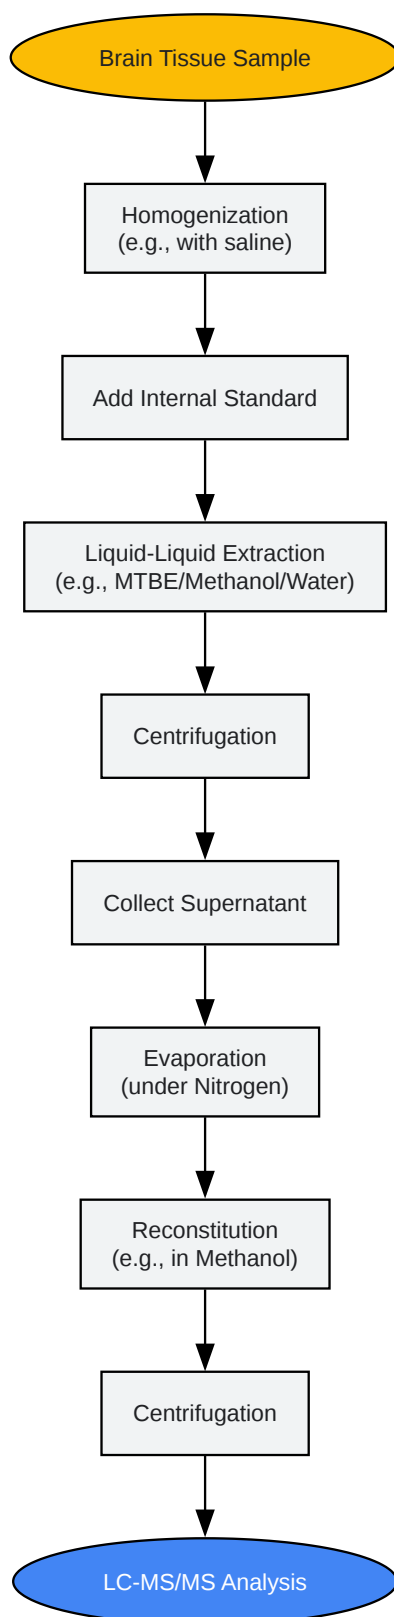 Brain Tissue Sample
Homogenization
(e.g., with saline)
Add Internal Standard
Liquid-Liquid Extraction
(e.g., MTBE/Methanol/Water)
Centrifugation
Collect Supernatant
Evaporation
(under Nitrogen)
Reconstitution
(e.g., in Methanol)
Centrifugation
LC-MS/MS Analysis